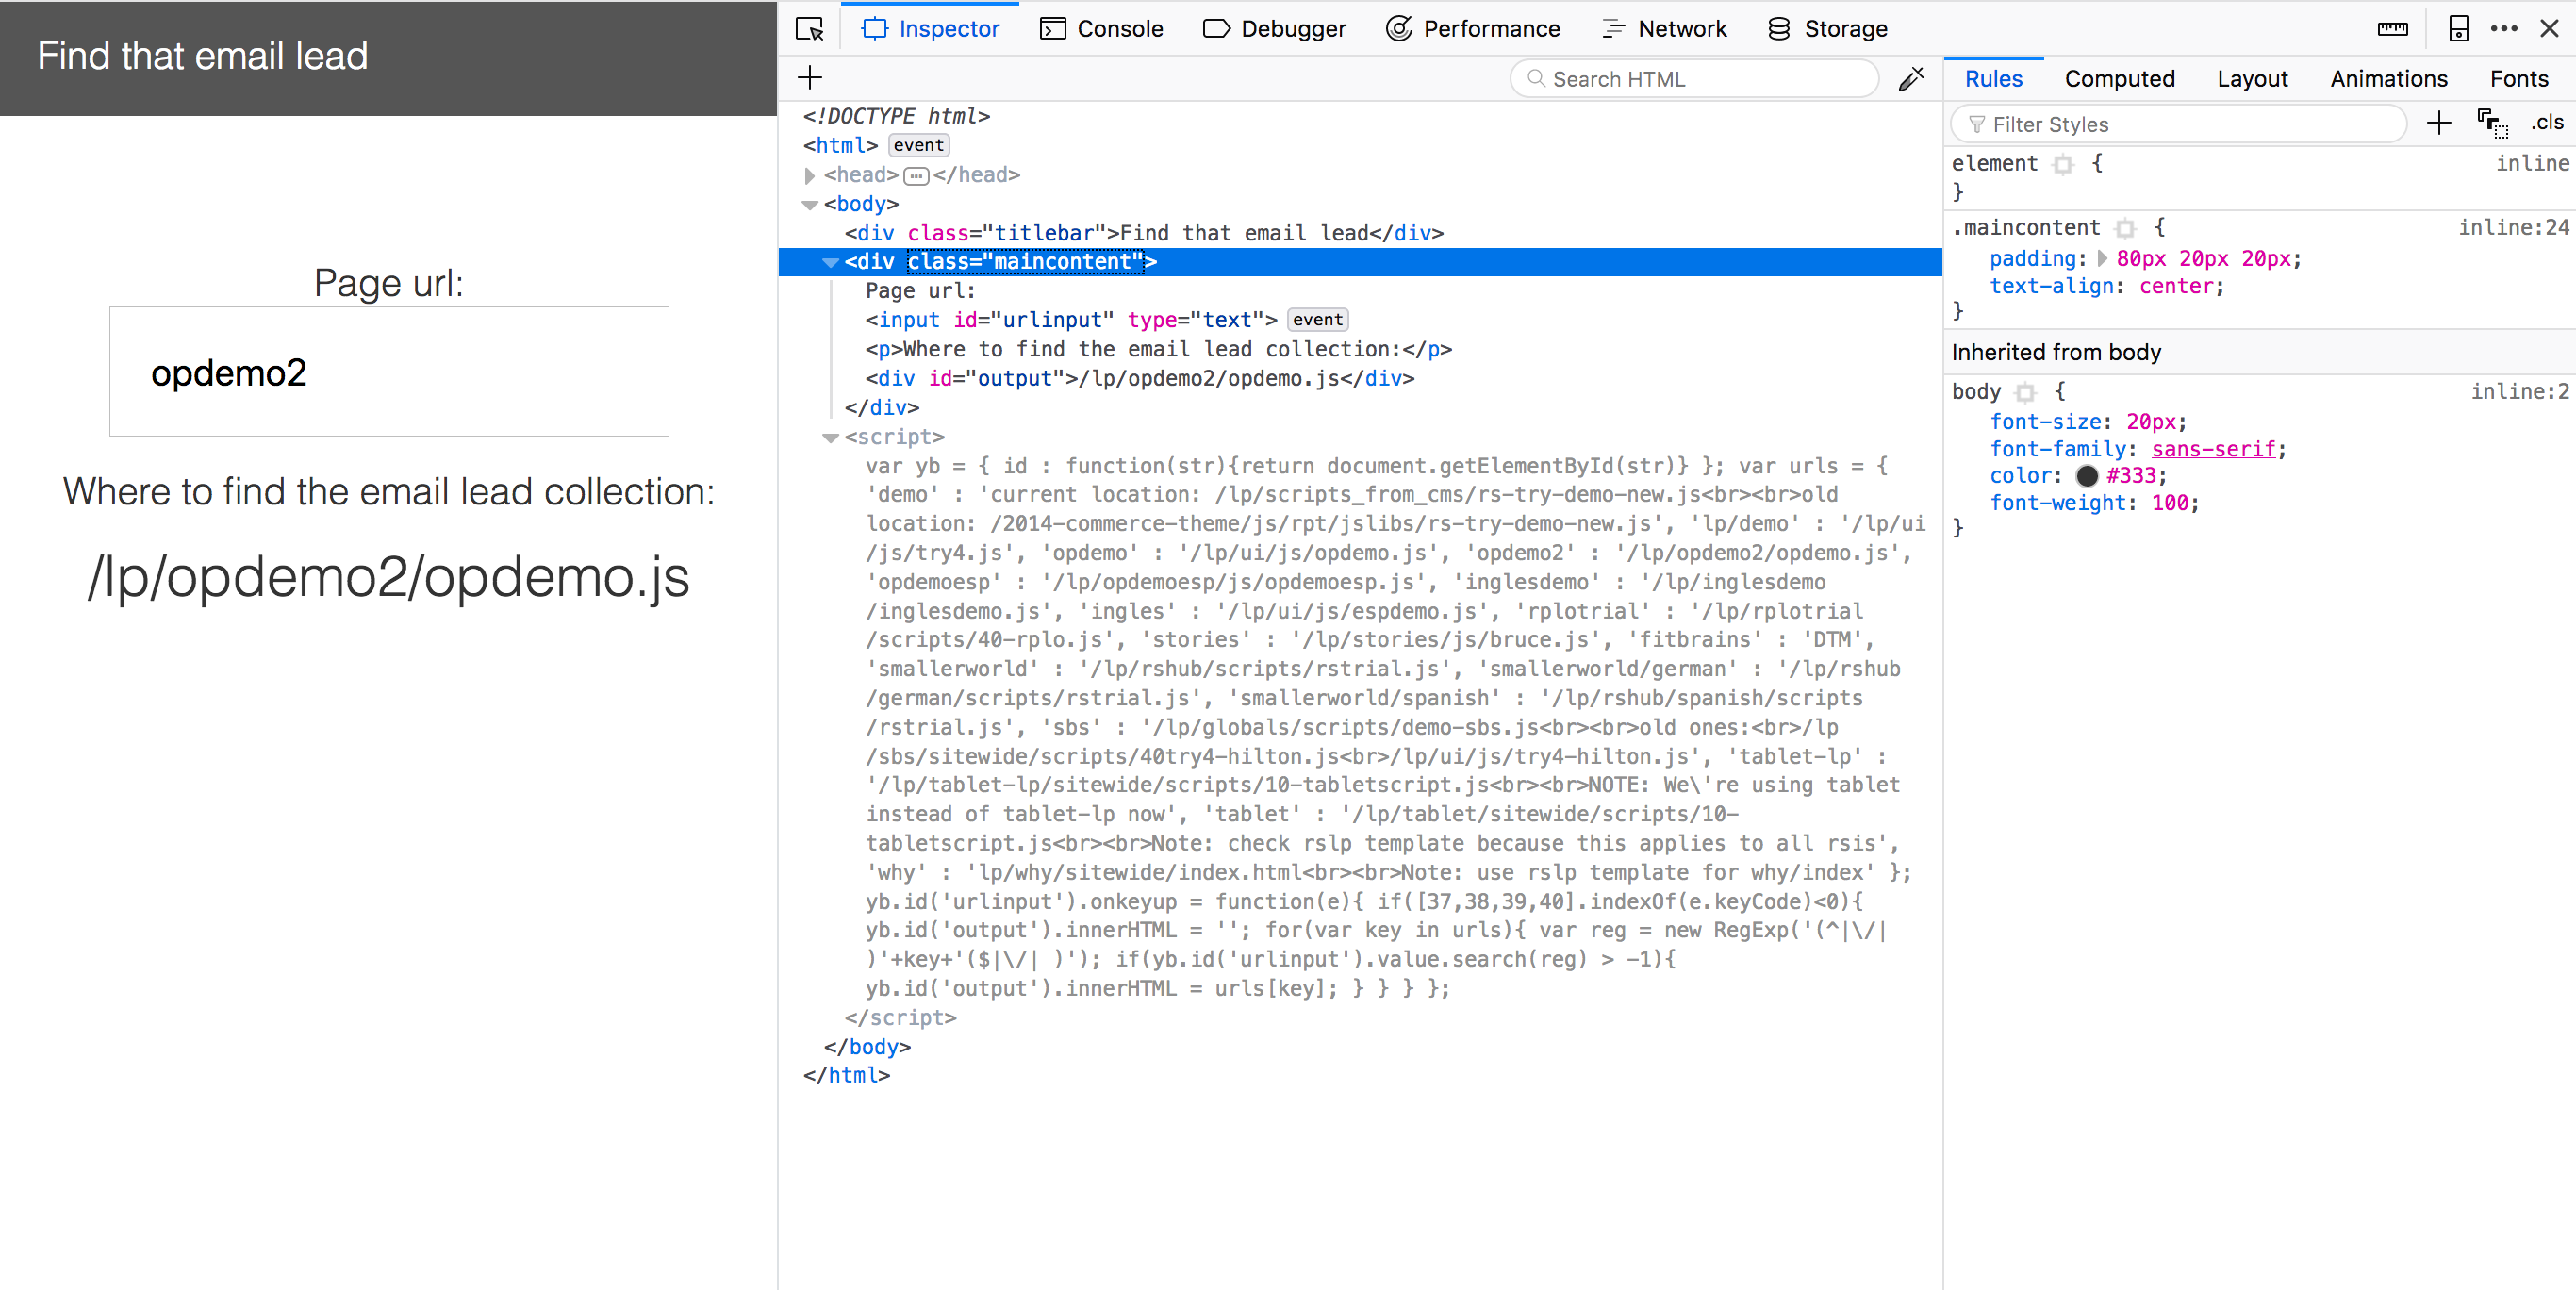 Find that email lead
Page url:
opdemo2
Where to find the email lead collection:
/lp/opdemo2/opdemo.js
Inspector Console Debugger Performance Network Storage
Search HTML
<!DOCTYPE html>
<html> event
<head> </head>
<body>
<div class="titlebar">Find that email lead</div>
<div class="maincontent">
Page url:
<input id="urlinput" type="text"> event
<p>Where to find the email lead collection:</p>
<div id="output">/lp/opdemo2/opdemo.js</div>
</div>
<script>
var yb = { id : function(str){return document.getElementById(str)} }; var urls = {
'demo' : 'current location: /lp/scripts_from_cms/rs-try-demo-new.js<br><br>old
location: /2014-commerce-theme/js/rpt/jslibs/rs-try-demo-new.js', 'lp/demo' : '/lp/ui
/js/try4.js', 'opdemo' : '/lp/ui/js/opdemo.js', 'opdemo2' : '/lp/opdemo2/opdemo.js',
'opdemoesp' : '/lp/opdemoesp/js/opdemoesp.js', 'inglesdemo' : '/lp/inglesdemo
/inglesdemo.js', 'ingles' : '/lp/ui/js/espdemo.js', 'rplotrial' : '/lp/rplotrial
/scripts/40-rplo.js', 'stories' : '/lp/stories/js/bruce.js', 'fitbrains' : 'DTM',
'smallerworld' : '/lp/rshub/scripts/rstrial.js', 'smallerworld/german' : '/lp/rshub
/german/scripts/rstrial.js', 'smallerworld/spanish' : '/lp/rshub/spanish/scripts
/rstrial.js', 'sbs' : '/lp/globals/scripts/demo-sbs.js<br><br>old ones:<br>/lp
/sbs/sitewide/scripts/40try4-hilton.js<br>/lp/ui/js/try4-hilton.js', 'tablet-lp' :
'/lp/tablet-lp/sitewide/scripts/10-tabletscript.js<br><br>NOTE: We\'re using tablet
instead of tablet-lp now', 'tablet' : '/lp/tablet/sitewide/scripts/10-
tabletscript.js<br><br>Note: check rslp template because this applies to all rsis',
'why' : 'lp/why/sitewide/index.html<br><br>Note: use rslp template for why/index' };
yb.id('urlinput').onkeyup = function(e){ if([37,38,39,40].indexOf(e.keyCode)<0){
yb.id('output').innerHTML = ''; for(var key in urls){ var reg = new RegExp('(^|\/|
)'+key+'($|\/| )'); if(yb.id('urlinput').value.search(reg) > -1){
yb.id('output').innerHTML = urls[key]; } } } };
</script>
</body>
</html>
Rules Computed Layout Animations Fonts
Filter Styles .cls
element { inline
}
.maincontent { inline:24
padding: 80px 20px 20px;
text-align: center;
}
Inherited from body
body { inline:2
font-size: 20px;
font-family: sans-serif;
color: #333;
font-weight: 100;
}